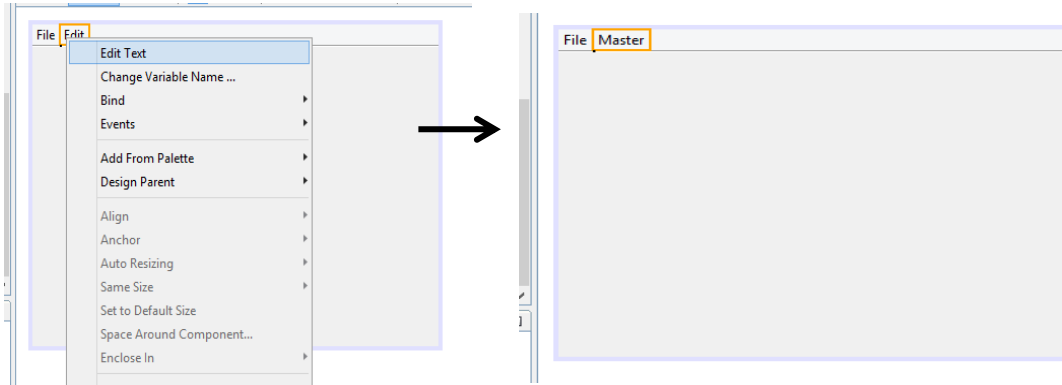 File Edit
Edit Text
Change Variable Name ...
Bind
Events
Add From Palette
Design Parent
Align
Anchor
Auto Resizing
Same Size
Set to Default Size
Space Around Component...
Enclose In
File Master